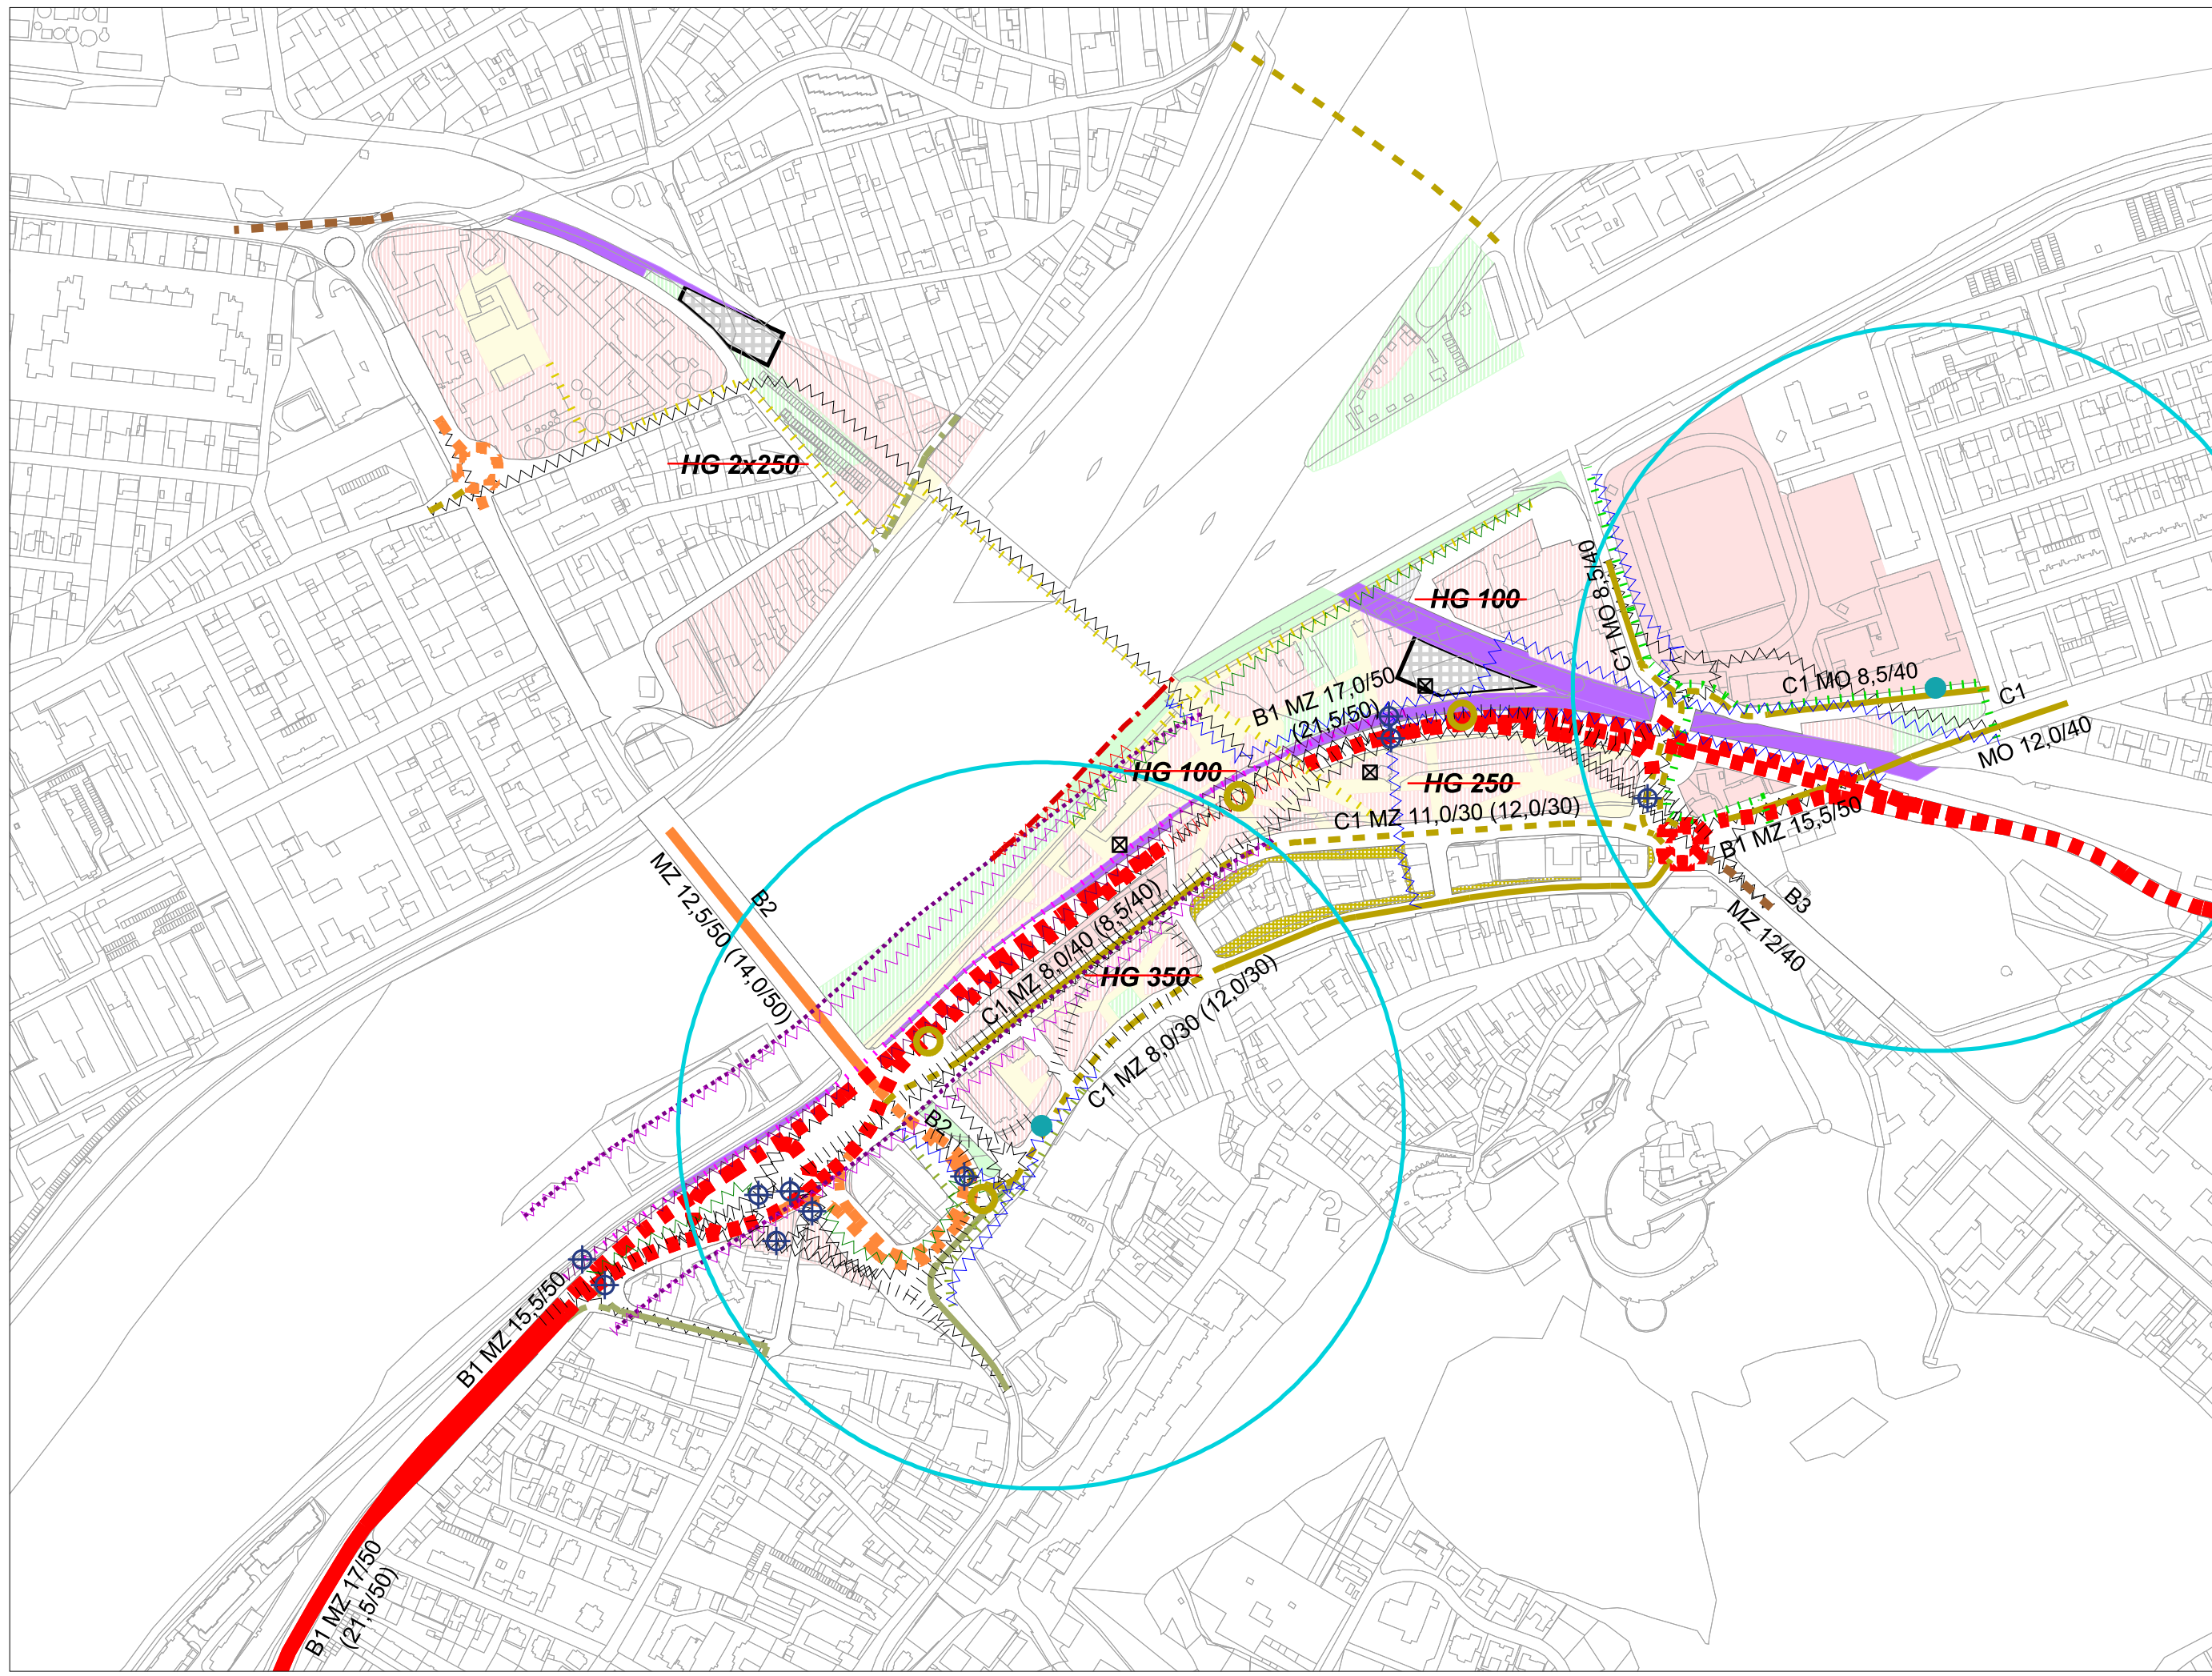 HG 2x250
HG 100
C1 MO 8,5/40
C1 MO 8,5/40
C1
MO 12,0/40
B1 MZ 17,0/50
(21,5/50)
HG 100
HG 250
C1 MZ 11,0/30 (12,0/30)
B1 MZ 15,5/50
B2
MZ 12,5/50 (14,0/50)
C1 MZ 8,0/40 (8,5/40)
HG 350
B3
MZ 12/40
C1 MZ 8,0/30 (12,0/30)
B2
B1 MZ 15,5/50
B1 MZ 17/50
(21,5/50)